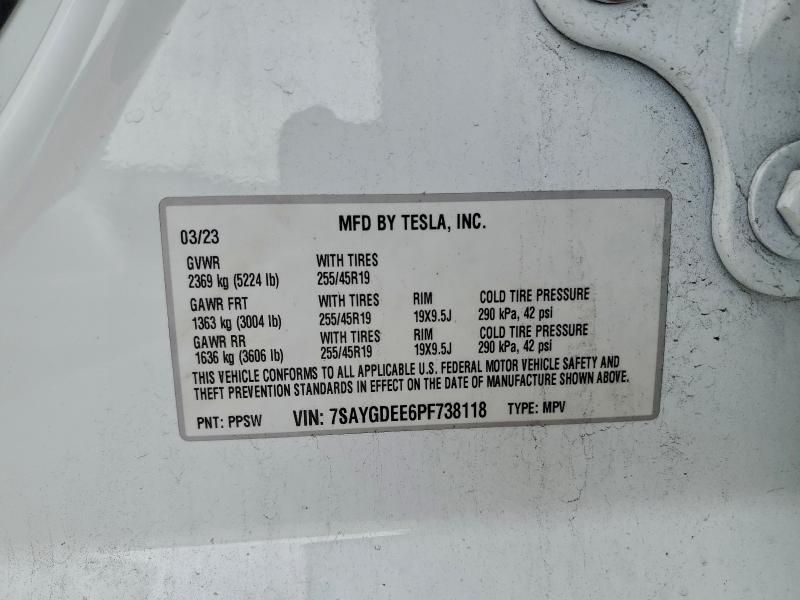 MFD BY TESLA, INC.
03/23
GVWR WITH TIRES
2369 kg (5224 lb) 255/45R19
GAWR FRT WITH TIRES RIM COLD TIRE PRESSURE
1363 kg (3004 lb) 255/45R19 19X9.5J 290 kPa, 42 psi
GAWR RR WITH TIRES RIM COLD TIRE PRESSURE
1636 kg (3606 lb) 255/45R19 19X9.5J 290 kPa, 42 psi
THIS VEHICLE CONFORMS TO ALL APPLICABLE U.S. FEDERAL MOTOR VEHICLE SAFETY AND
THEFT PREVENTION STANDARDS IN EFFECT ON THE DATE OF MANUFACTURE SHOWN ABOVE.
PNT: PPSW VIN: 7SAYGDEE6PF738118 TYPE: MPV